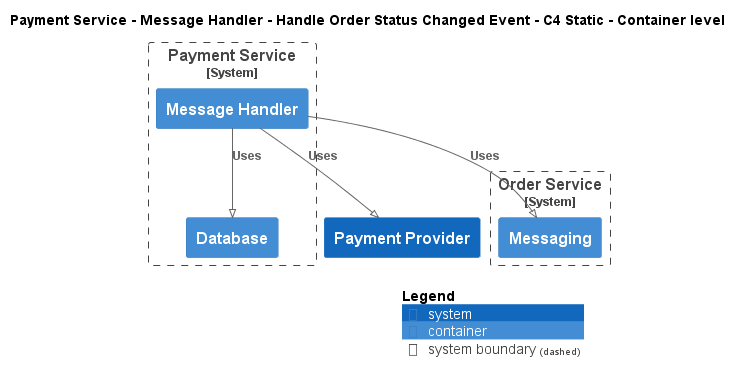 Payment Service - Message Handler - Handle Order Status Changed Event - C4 Static - Container level
Payment Service
[System]
Message Handler
Uses
Uses
Uses
Order Service
[System]
Database
Payment Provider
Messaging
Legend
system
container
system boundary (dashed)